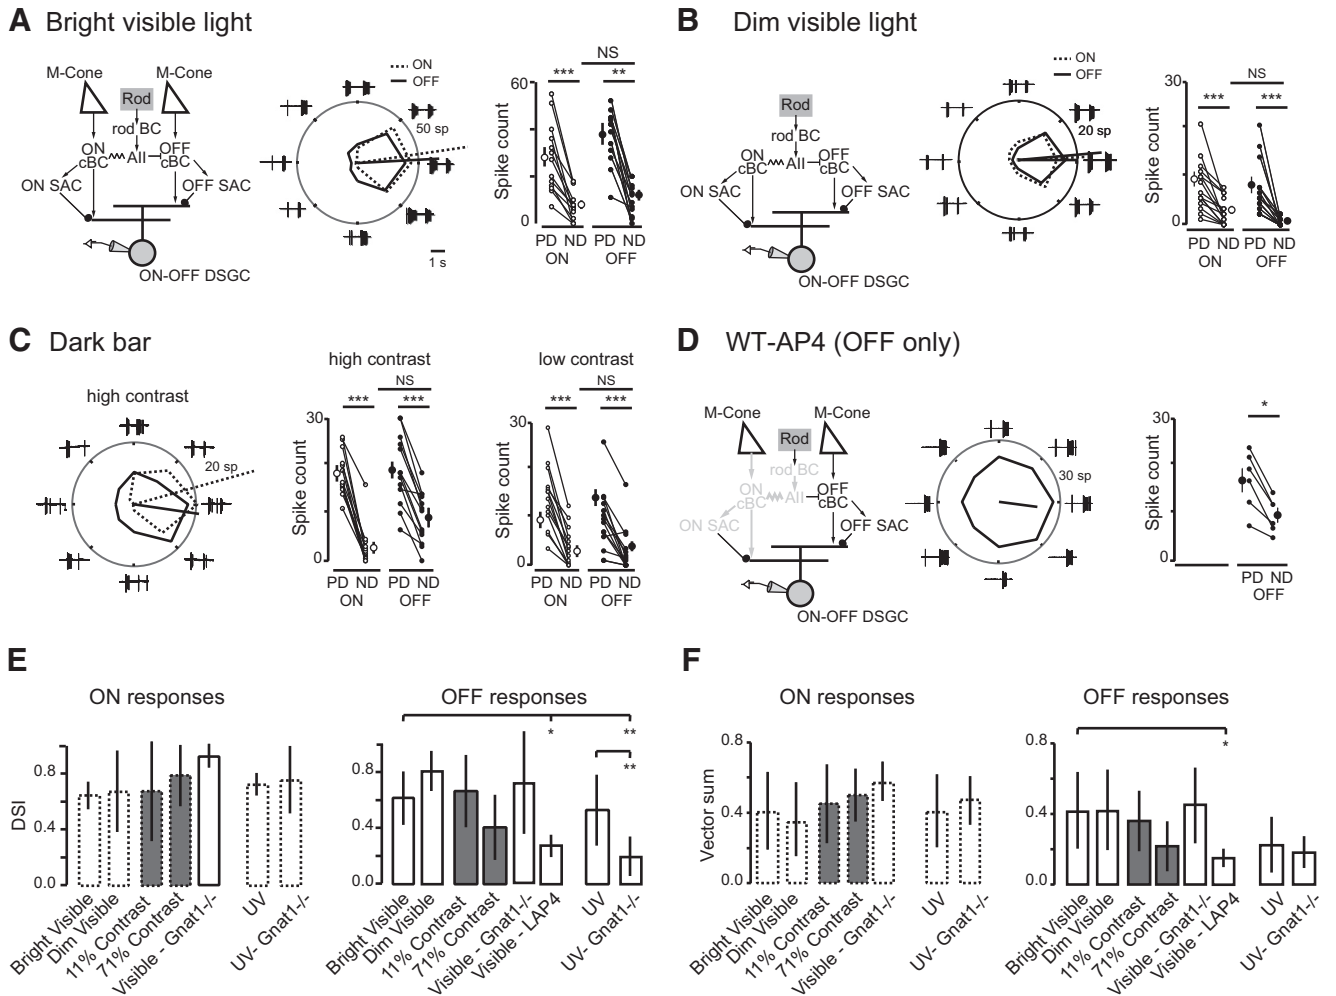 A Bright visible light
M-Cone
M-Cone
Rod
rod BC
ON
cBC
AII
OFF
cBC
ON SAC
OFF SAC
ON-OFF DSGC
ON
OFF
50 sp
1 s
NS
***
**
60
Spike count
0
PD ND
PD ND
ON
OFF
B Dim visible light
Rod
rod BC
ON
cBC
AII
OFF
cBC
ON SAC
OFF SAC
ON-OFF DSGC
ON
OFF
20 sp
NS
***
***
30
Spike count
0
PD ND
PD ND
ON
OFF
C Dark bar
high contrast
20 sp
high contrast
NS
***
***
30
Spike count
0
PD ND
PD ND
ON
OFF
low contrast
NS
***
***
30
Spike count
0
PD ND
PD ND
ON
OFF
D WT-AP4 (OFF only)
M-Cone
M-Cone
Rod
rod BC
ON
cBC
AII
OFF
cBC
ON SAC
OFF SAC
ON-OFF DSGC
30 sp
*
30
Spike count
0
PD ND
OFF
E
ON responses
DSI
0.8
0.4
0.0
Bright Visible
Dim Visible
11% Contrast
71% Contrast
Visible - Gnat1-/-
UV
UV- Gnat1-/-
OFF responses
*
**
**
0.8
0.4
0.0
Bright Visible
Dim Visible
11% Contrast
71% Contrast
Visible - Gnat1-/-
Visible - LAP4
UV
UV- Gnat1-/-
F
ON responses
Vector sum
0.8
0.4
0.0
Bright Visible
Dim Visible
11% Contrast
71% Contrast
Visible - Gnat1-/-
UV
UV- Gnat1-/-
OFF responses
*
0.8
0.4
0.0
Bright Visible
Dim Visible
11% Contrast
71% Contrast
Visible - Gnat1-/-
Visible - LAP4
UV
UV- Gnat1-/-